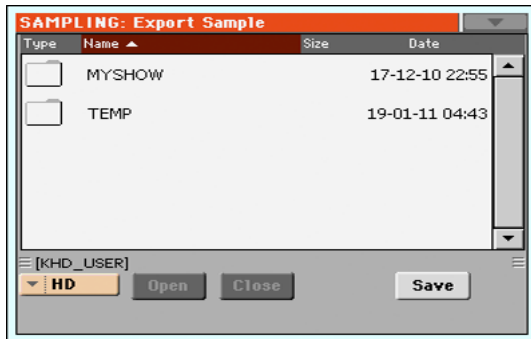 SAMPLING: Export Sample
Type Name Size Date
MYSHOW 17-12-10 22:55
TEMP 19-01-11 04:43
[KHD_USER]
HD Open Close Save